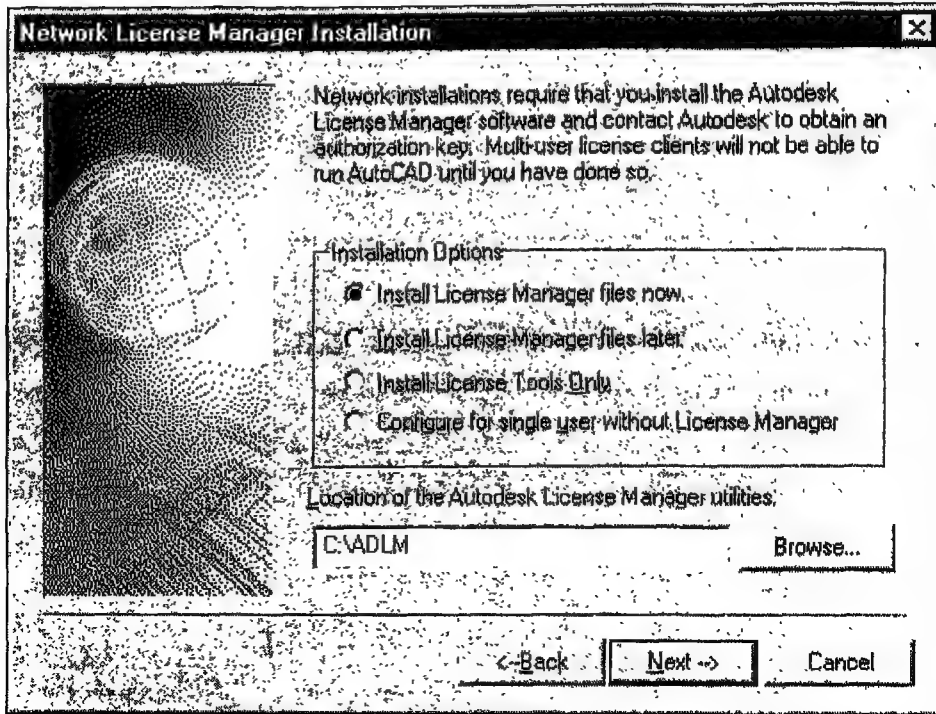 Network License Manager Installation
Network installations require that you install the Autodesk
License Manager software and contact Autodesk to obtain an
authorization key. Multi-user license clients will not be able to
run AutoCAD until you have done so.
Installation Options
Install License Manager files now.
Install License Manager files later.
Install License Tools Only
Configure for single user without License Manager
Location of the Autodesk License Manager utilities:
C:\ADLM
Browse...
<-Back
Next ->
Cancel